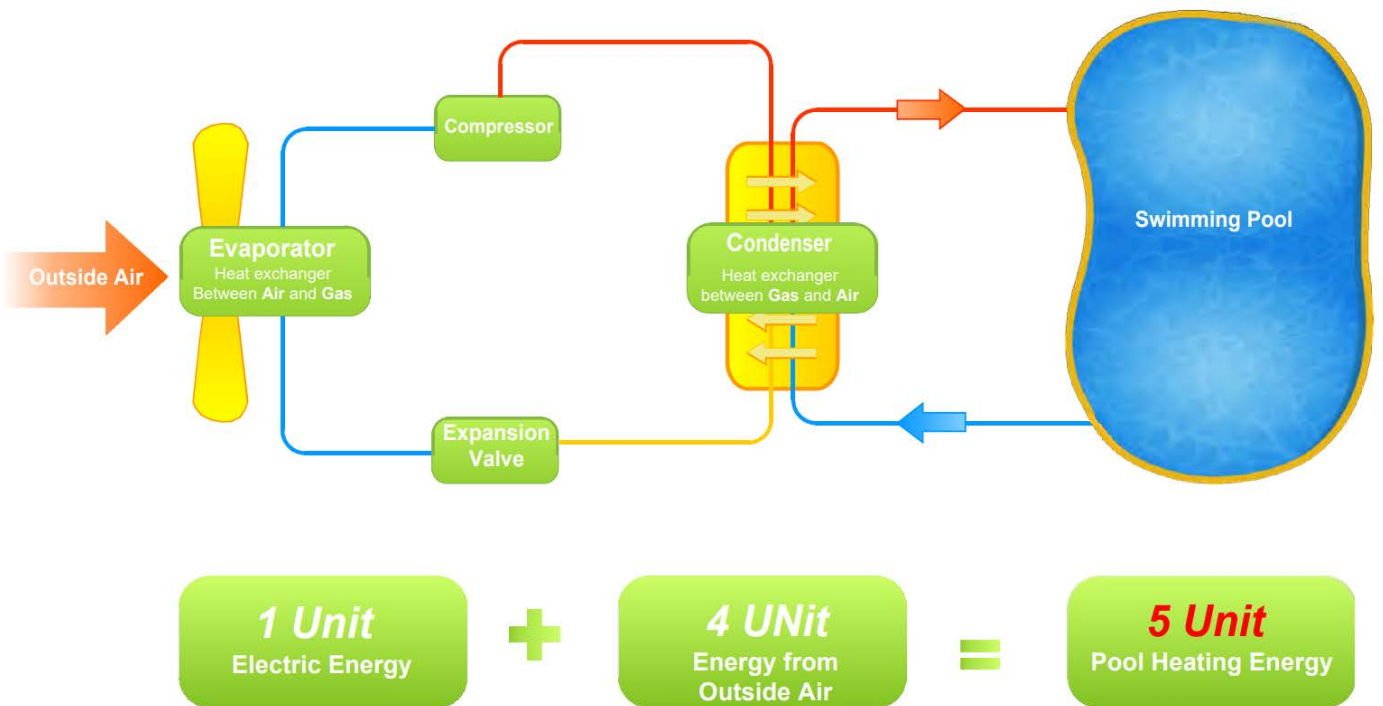 Compressor
Outside Air
Evaporator
Heat exchanger
Between Air and Gas
Condenser
Heat exchanger
between Gas and Air
Swimming Pool
Expansion
Valve
1 Unit
Electric Energy
+
4 UNit
Energy from
Outside Air
=
5 Unit
Pool Heating Energy